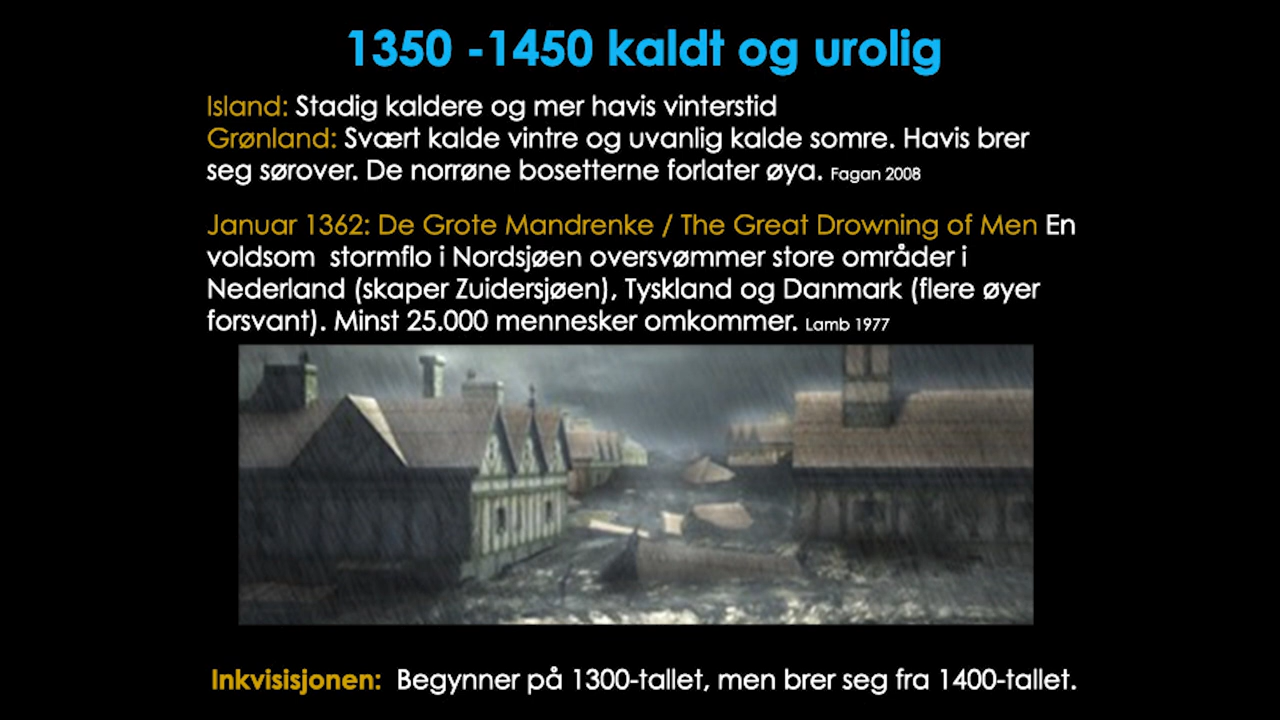 1350 -1450 kaldt og urolig
Island: Stadig kaldere og mer havis vinterstid
Grønland: Svært kalde vintre og uvanlig kalde somre. Havis brer
seg sørover. De norrøne bosetterne forlater øya. Fagan 2008
Januar 1362: De Grote Mandrenke / The Great Drowning of Men En
voldsom stormflo i Nordsjøen oversvømmer store områder i
Nederland (skaper Zuidersjøen), Tyskland og Danmark (flere øyer
forsvant). Minst 25.000 mennesker omkommer. Lamb 1977
Inkvisisjonen: Begynner på 1300-tallet, men brer seg fra 1400-tallet.